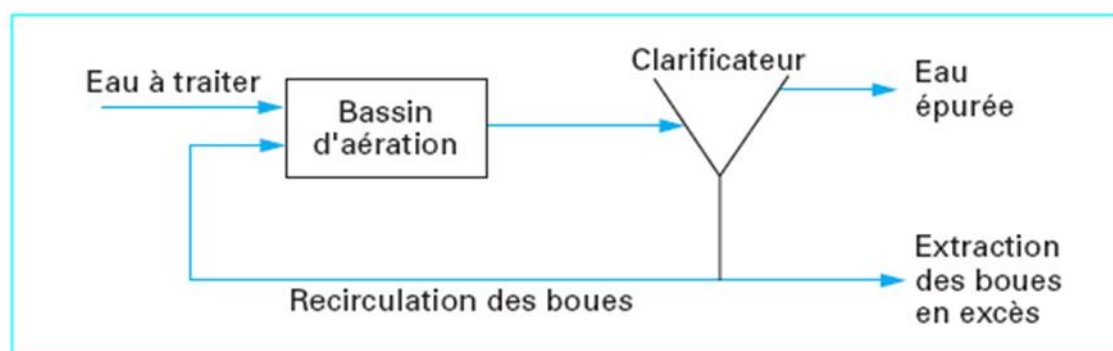 Eau à traiter
Bassin
d'aération
Clarificateur
Eau
épurée
Recirculation des boues
Extraction
des boues
en excès